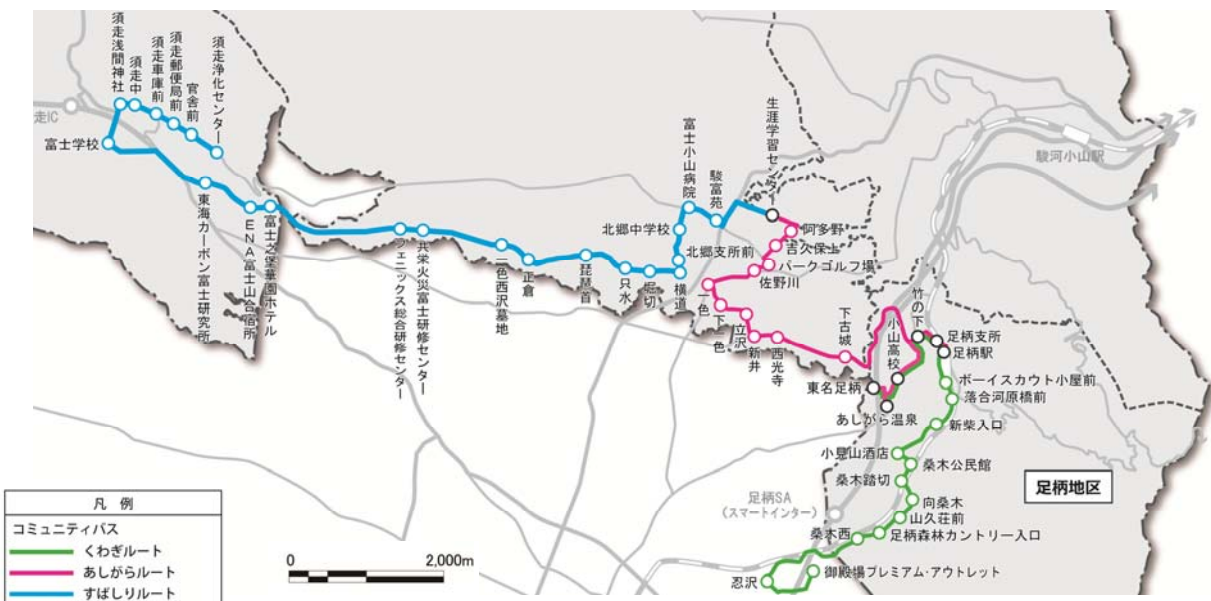 須走浅間神社
須走中
須走車庫前
須走郵便局前
官舎前
須走浄化センター
走IC
富士学校
東海カーボン富士研究所
ENA富士山合宿所
富士芝堡華園ホテル
フェニックス総合研修センター
共栄火災富士研修センター
二色西沢墓地
正倉
琵琶首
只水
堀切
横道
北郷支所前
北郷中学校
富士小山病院
駿富苑
生涯学習センター
阿多野
吉久保上
パークゴルフ場
佐野川
一色
下一色
立沢
新井
西光寺
下古城
小山高校
東名足柄
あしがら温泉
竹の下
足柄支所
足柄駅
駿河小山駅
ボーイスカウト小屋前
落合河原橋前
新柴入口
小見山酒店
桑木公民館
桑木踏切
向桑木
山久荘前
足柄森林カントリー入口
桑木西
御殿場プレミアム・アウトレット
忍沢
足柄SA
(スマートインター)
足柄地区
凡 例
コミュニティバス
くわぎルート
あしがらルート
すばしりルート
0 2,000m